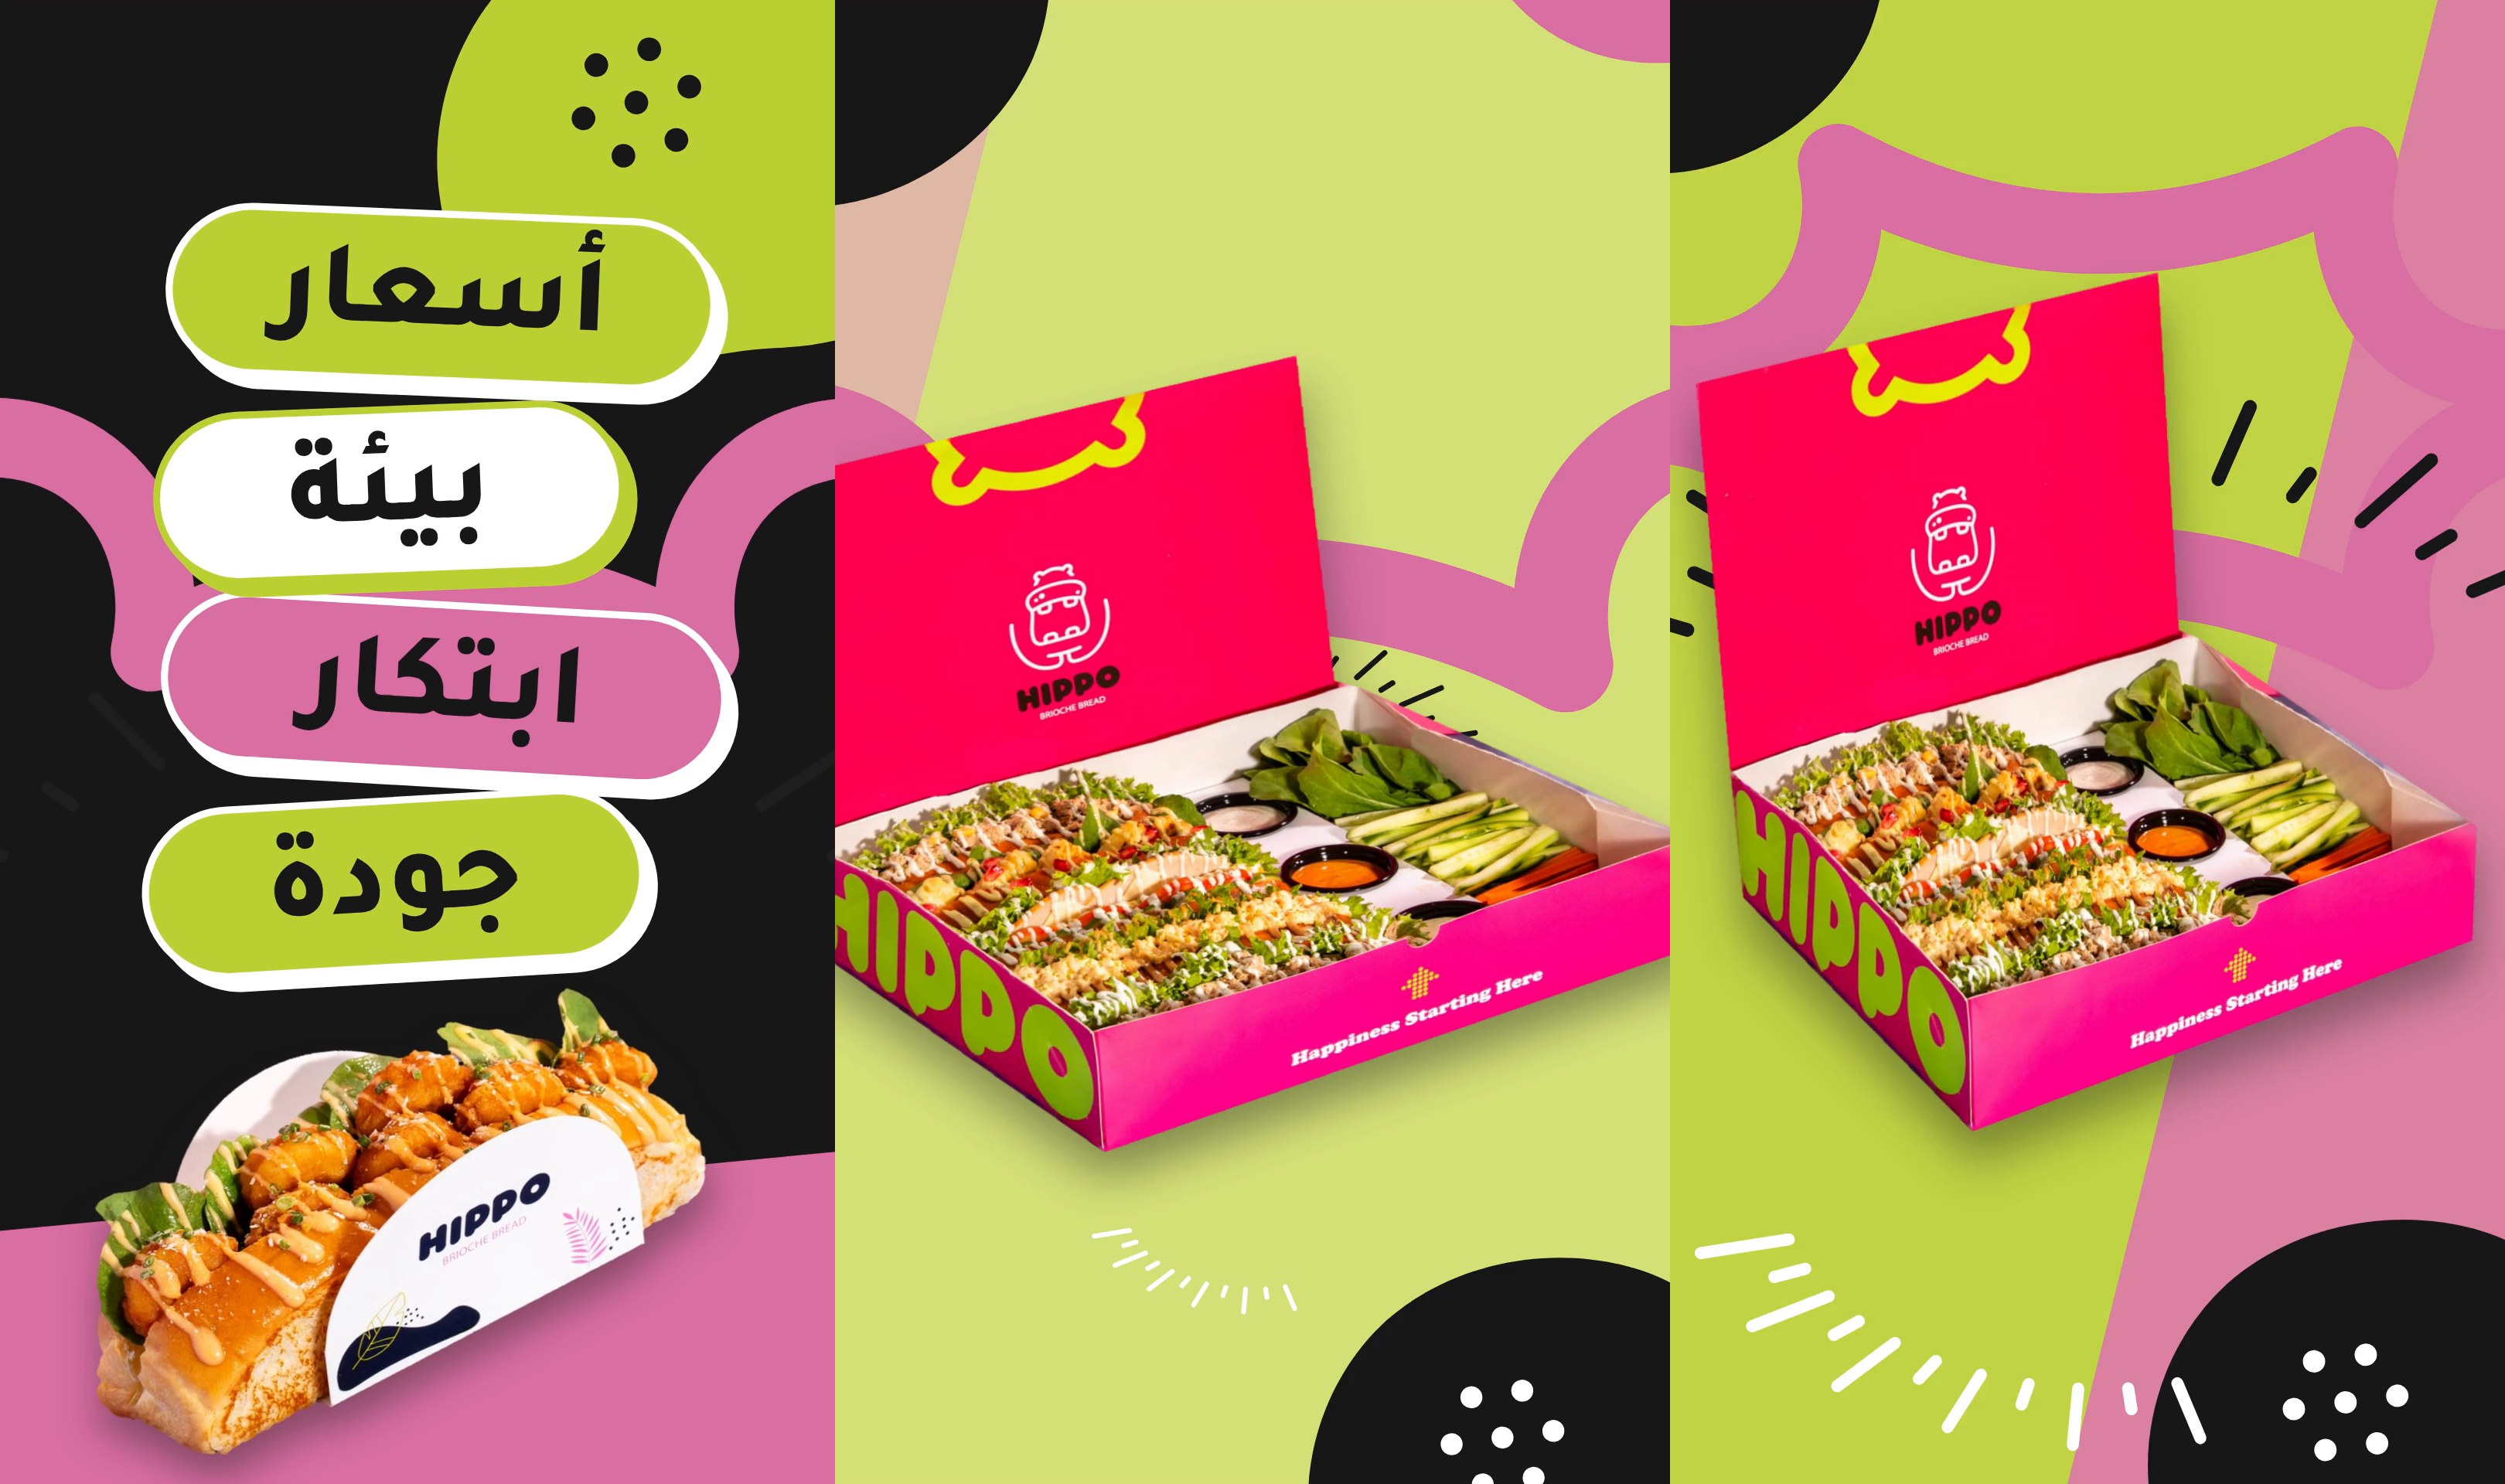 أسعار
بيئة
ابتكار
جودة
HIPPO
BRIOCHE BREAD
HIPPO
BRIOCHE BREAD
HIPPO
Happiness Starting Here
HIPPO
BRIOCHE BREAD
HIPPO
Happiness Starting Here